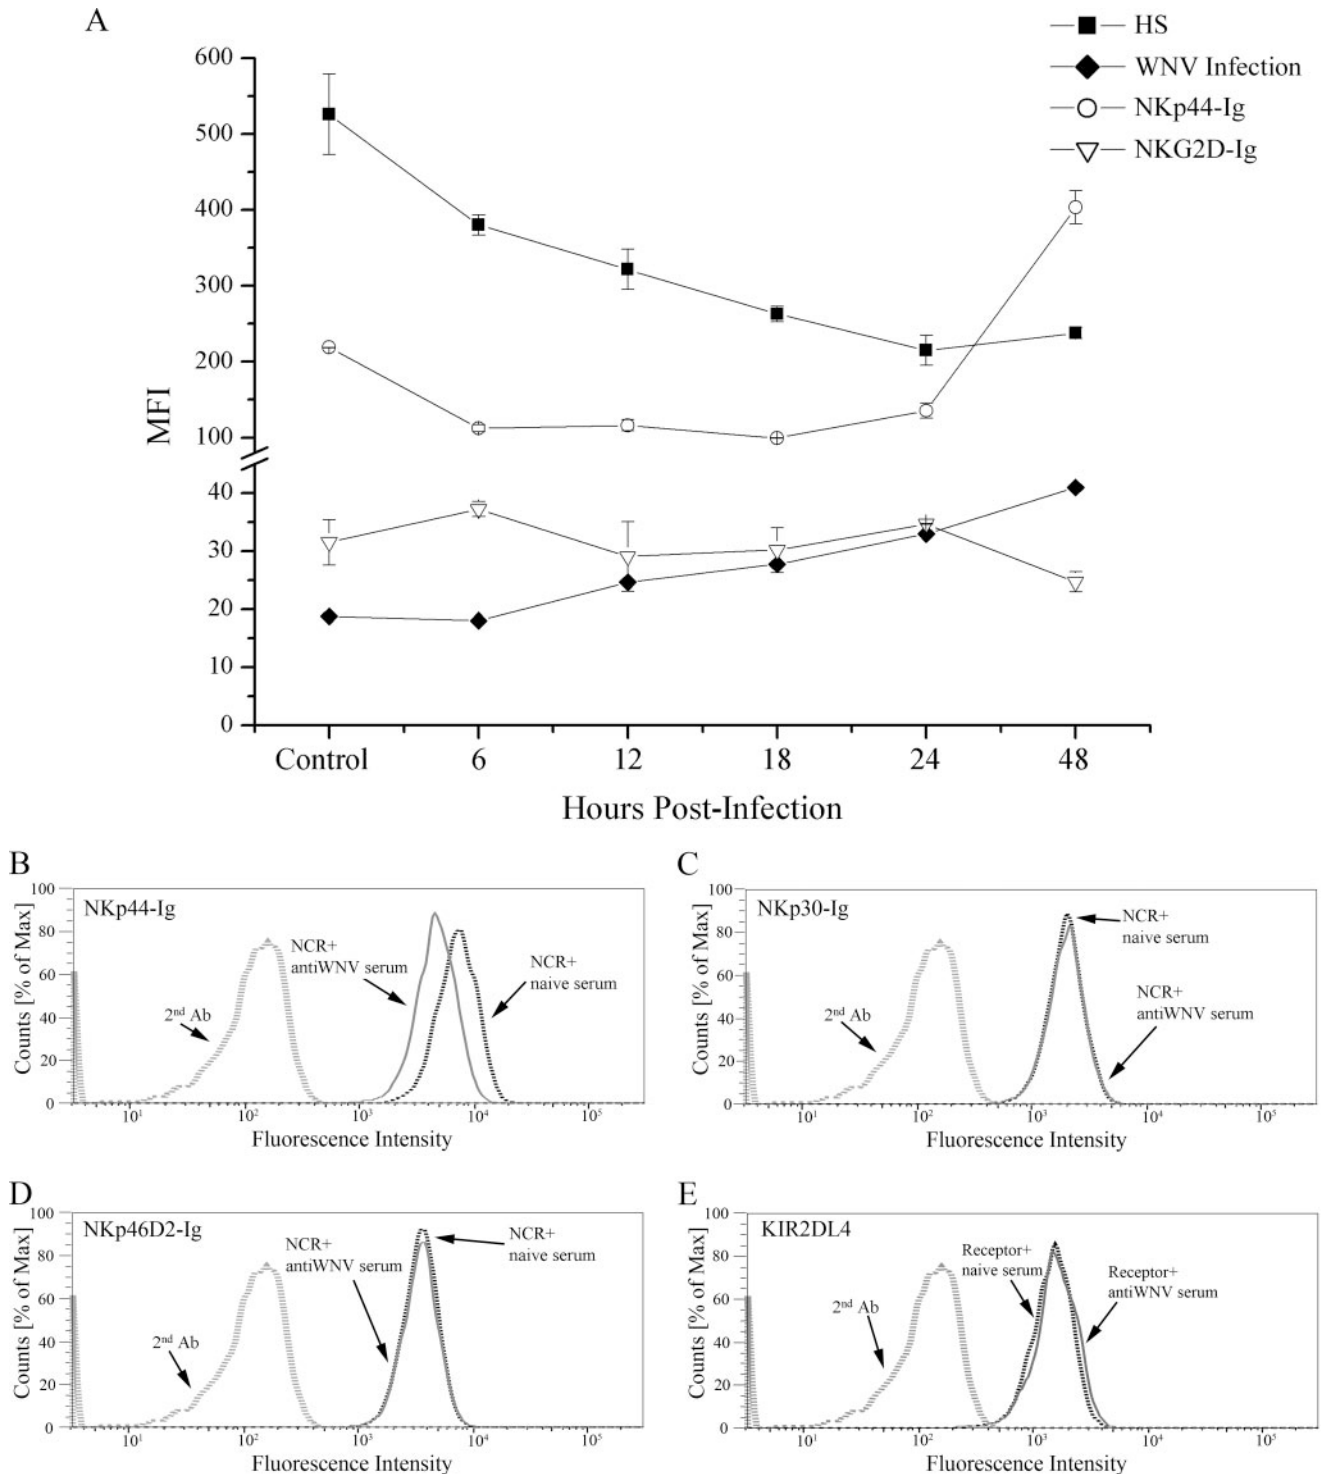 A
HS
WNV Infection
NKp44-Ig
NKG2D-Ig
600
500
400
300
200
100
40
30
20
10
0
MFI
Control 6 12 18 24 48
Hours Post-Infection
B
NKp44-Ig
100
80
60
40
20
0
Counts [% of Max]
2nd Ab
NCR+
antiWNV serum
NCR+
naive serum
10¹ 10² 10³ 10⁴ 10⁵
Fluorescence Intensity
C
NKp30-Ig
100
80
60
40
20
0
Counts [% of Max]
2nd Ab
NCR+
naive serum
NCR+
antiWNV serum
10¹ 10² 10³ 10⁴ 10⁵
Fluorescence Intensity
D
NKp46D2-Ig
100
80
60
40
20
0
Counts [% of Max]
2nd Ab
NCR+
antiWNV serum
NCR+
naive serum
10¹ 10² 10³ 10⁴ 10⁵
Fluorescence Intensity
E
KIR2DL4
100
80
60
40
20
0
Counts [% of Max]
2nd Ab
Receptor+
naive serum
Receptor+
antiWNV serum
10¹ 10² 10³ 10⁴ 10⁵
Fluorescence Intensity